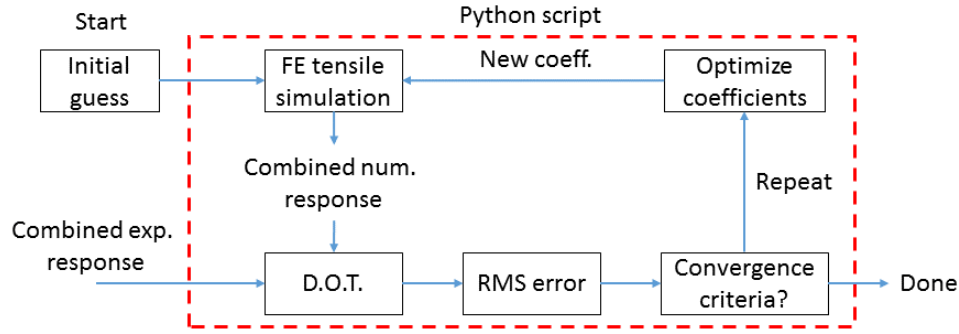 Start
Python script
Initial
guess
FE tensile
simulation
New coeff.
Optimize
coefficients
Combined num.
response
Repeat
Combined exp.
response
D.O.T.
RMS error
Convergence
criteria?
Done